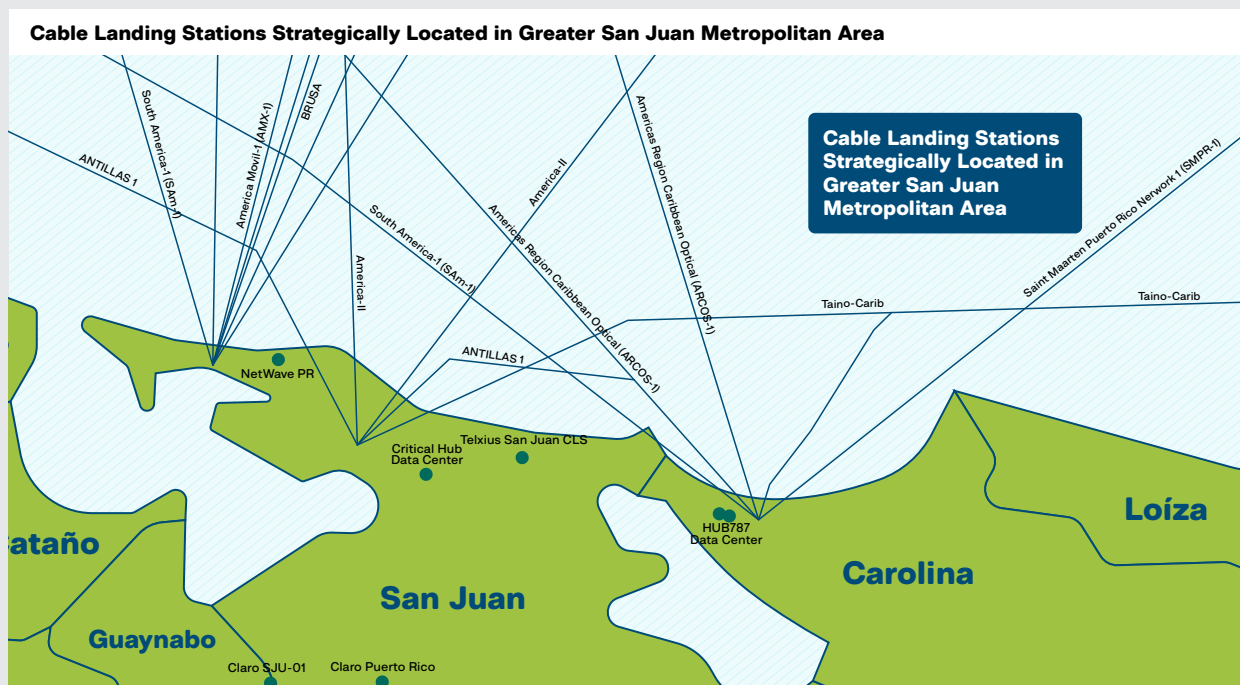 Cable Landing Stations Strategically Located in Greater San Juan Metropolitan Area
Cable Landing Stations
Strategically Located in
Greater San Juan
Metropolitan Area
ANTILLAS 1
South America-1 (SAm-1)
America Movil-1 (AMX-1)
BRUSA
America-II
South America-1 (SAm-1)
America-II
Americas Region Caribbean Optical (ARCOS-1)
Americas Region Caribbean Optical (ARCOS-1)
Saint Maarten Puerto Rico Nerwork 1 (SMPR-1)
Taino-Carib
Taino-Carib
ANTILLAS 1
NetWave PR
Critical Hub
Data Center
Telxius San Juan CLS
HUB787
Data Center
Loíza
Carolina
ataño
San Juan
Guaynabo
Claro SJU-01
Claro Puerto Rico